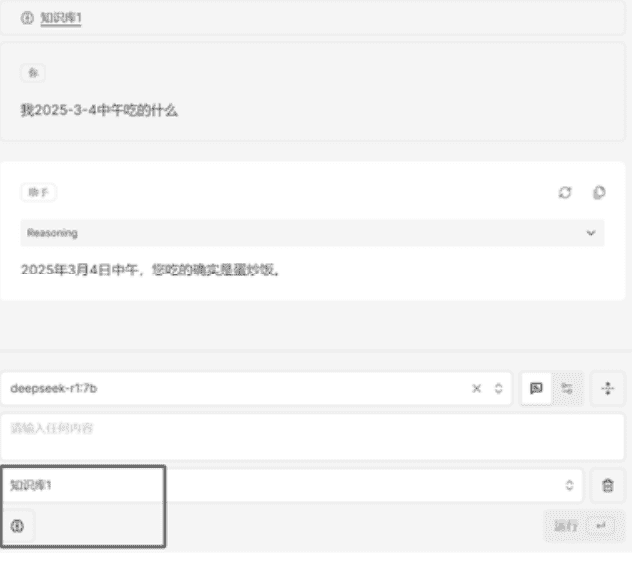 知识库1
你
我2025-3-4中午吃的什么
助手
Reasoning
2025年3月4日中午，您吃的确实是蛋炒饭。
deepseek-r1:7b
请输入任何内容
知识库1
运行